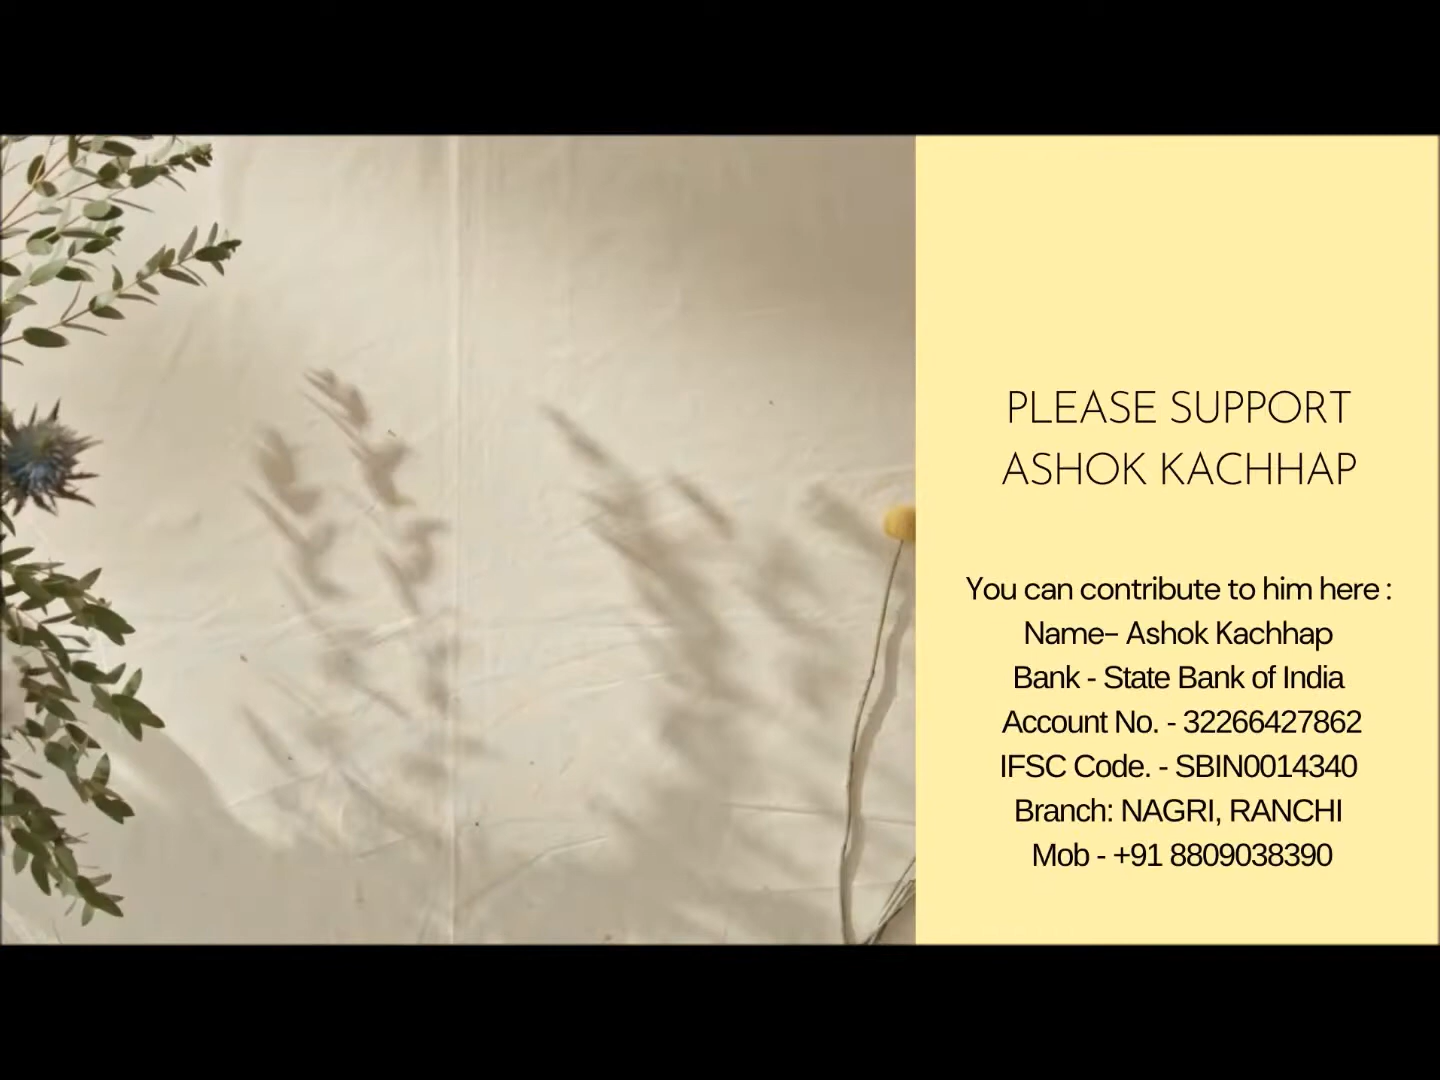 PLEASE SUPPORT
ASHOK KACHHAP
You can contribute to him here :
Name- Ashok Kachhap
Bank - State Bank of India
Account No. - 32266427862
IFSC Code. - SBIN0014340
Branch: NAGRI, RANCHI
Mob - +91 8809038390